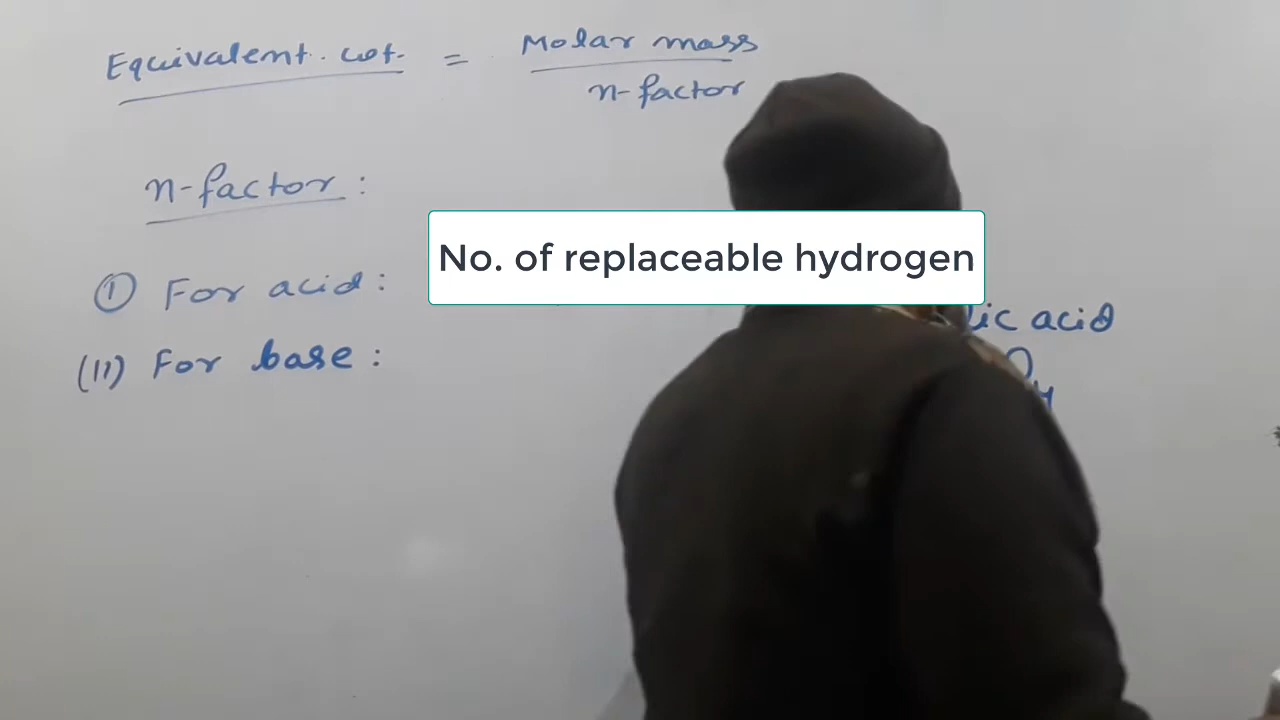 Equivalent. wt. = Molar mass
n-factor
n-factor :
① For acid : No. of replaceable hydrogen
lic acid
(II) For base :